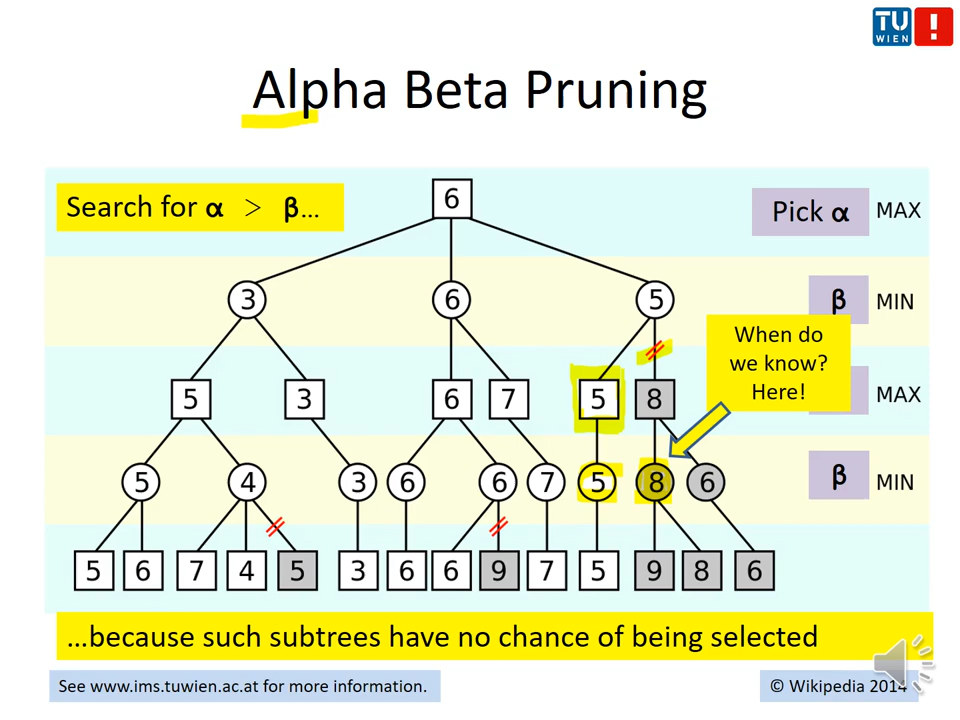 TU
WIEN
!
Alpha Beta Pruning
Search for α > β…
6
Pick α MAX
3 6 5
β MIN
When do
we know?
Here!
5 3 6 7 5 8
MAX
5 4 3 6 6 7 5 8 6
β MIN
5 6 7 4 5 3 6 6 9 7 5 9 8 6
…because such subtrees have no chance of being selected
See www.ims.tuwien.ac.at for more information.
© Wikipedia 2014